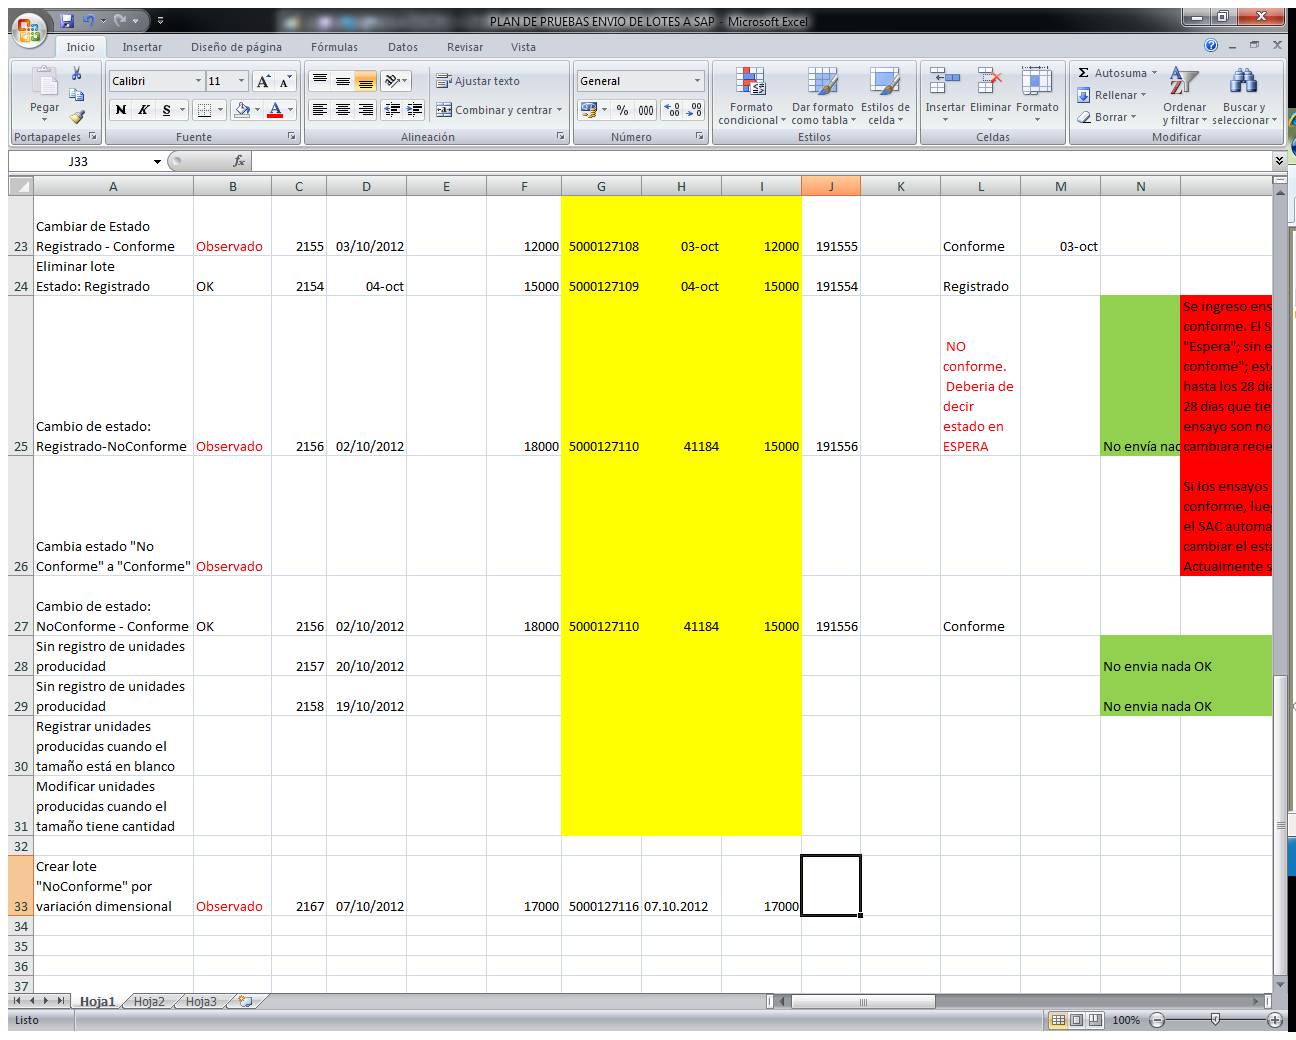 PLAN DE PRUEBAS ENVIO DE LOTES A SAP - Microsoft Excel
Inicio Insertar Diseño de página Fórmulas Datos Revisar Vista
Pegar
Portapapeles
Calibri 11
N K S
Fuente
Ajustar texto
Combinar y centrar
Alineación
General
% 000
Número
Formato condicional
Dar formato como tabla
Estilos de celda
Estilos
Insertar Eliminar Formato
Celdas
Σ Autosuma
Rellenar
Borrar
Ordenar y filtrar
Buscar y seleccionar
Modificar
J33 fx
A B C D E F G H I J K L M N
Cambiar de Estado
23 Registrado - Conforme Observado 2155 03/10/2012 12000 5000127108 03-oct 12000 191555 Conforme 03-oct
Eliminar lote
24 Estado: Registrado OK 2154 04-oct 15000 5000127109 04-oct 15000 191554 Registrado
Se ingreso ens
conforme. El S
NO "Espera"; sin e
conforme. confome"; est
Deberia de hasta los 28 di
decir 28 días que tie
Cambio de estado: estado en ensayo son no
25 Registrado-NoConforme Observado 2156 02/10/2012 18000 5000127110 41184 15000 191556 ESPERA No envía nad cambiara recie
Si los ensayos
conforme, lue
el SAC automa
Cambia estado "No cambiar el est
26 Conforme" a "Conforme" Observado Actualmente s
Cambio de estado:
27 NoConforme - Conforme OK 2156 02/10/2012 18000 5000127110 41184 15000 191556 Conforme
Sin registro de unidades
28 producidad 2157 20/10/2012 No envia nada OK
Sin registro de unidades
29 producidad 2158 19/10/2012 No envia nada OK
Registrar unidades
producidas cuando el
30 tamaño está en blanco
Modificar unidades
producidas cuando el
31 tamaño tiene cantidad
32
Crear lote
"NoConforme" por
33 variación dimensional Observado 2167 07/10/2012 17000 5000127116 07.10.2012 17000
34
35
36
37
Hoja1 Hoja2 Hoja3
Listo 100%